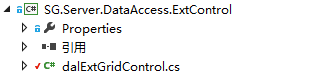 SG.Server.DataAccess.ExtControl
Properties
引用
dalExtGridControl.cs